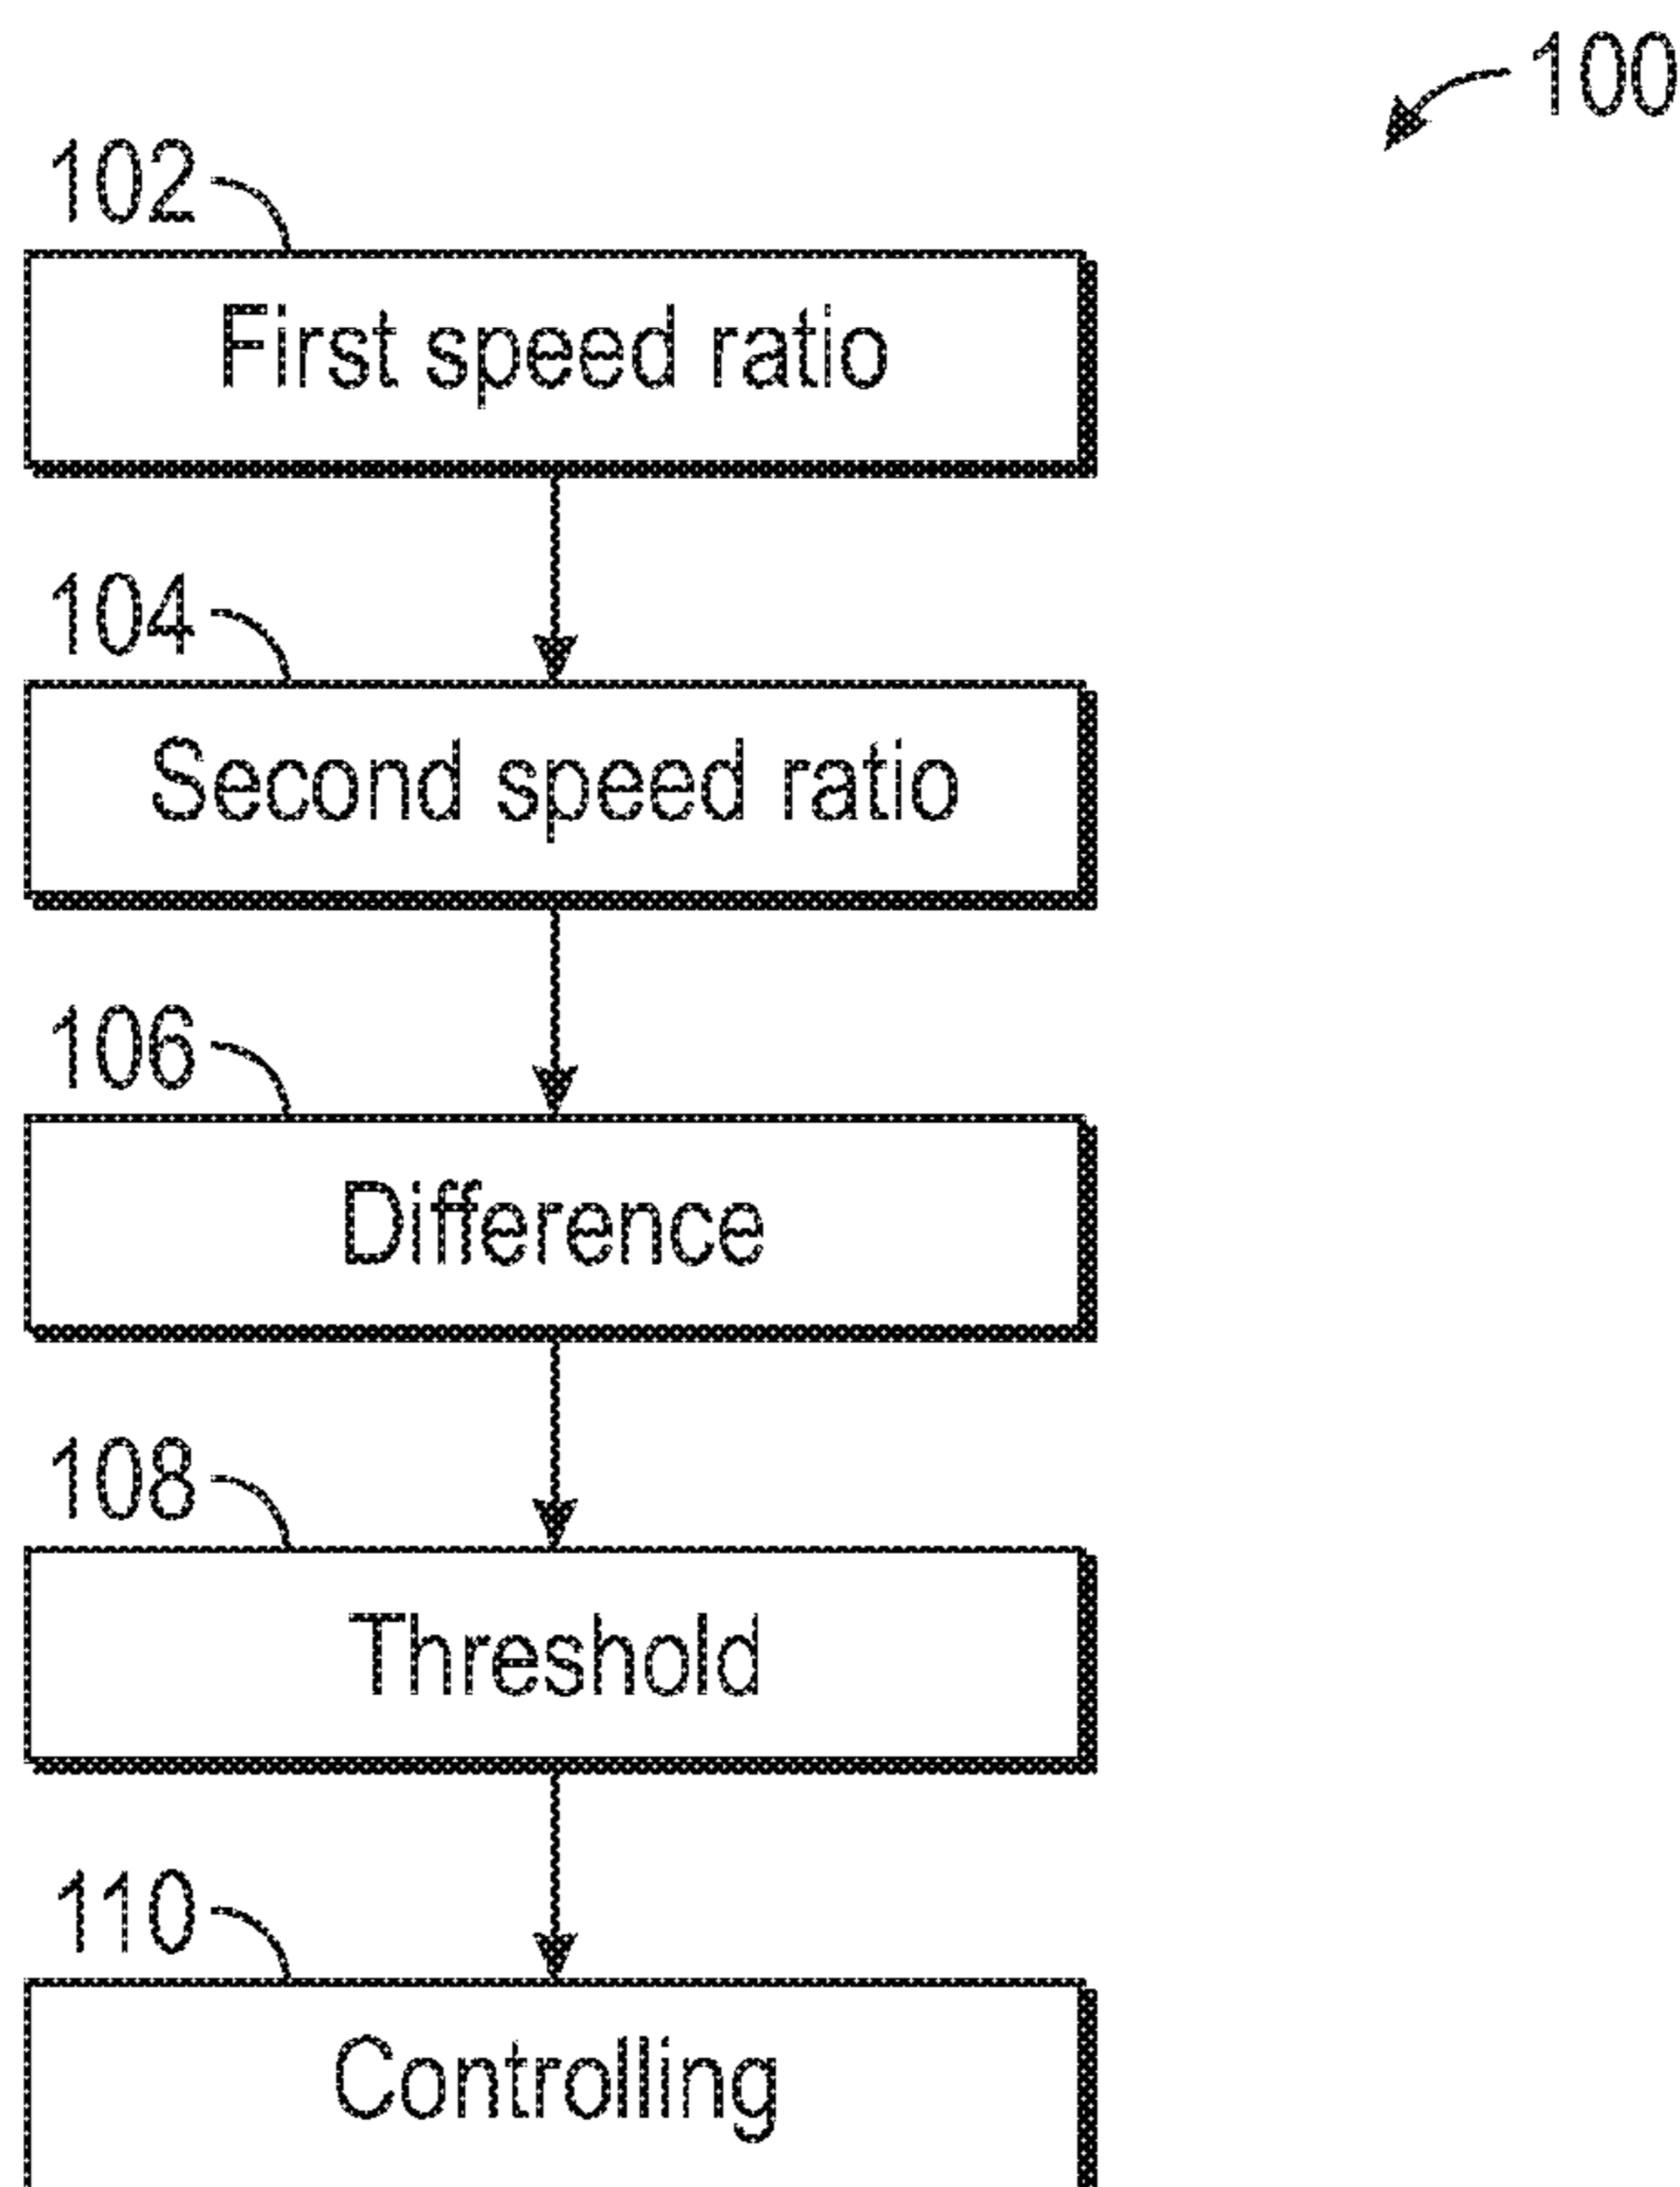 100
102
First speed ratio
104
Second speed ratio
106
Difference
108
Threshold
110
Controlling